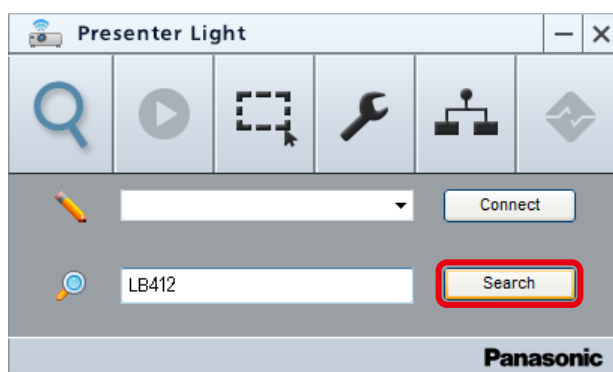 Presenter Light
Connect
LB412
Search
Panasonic